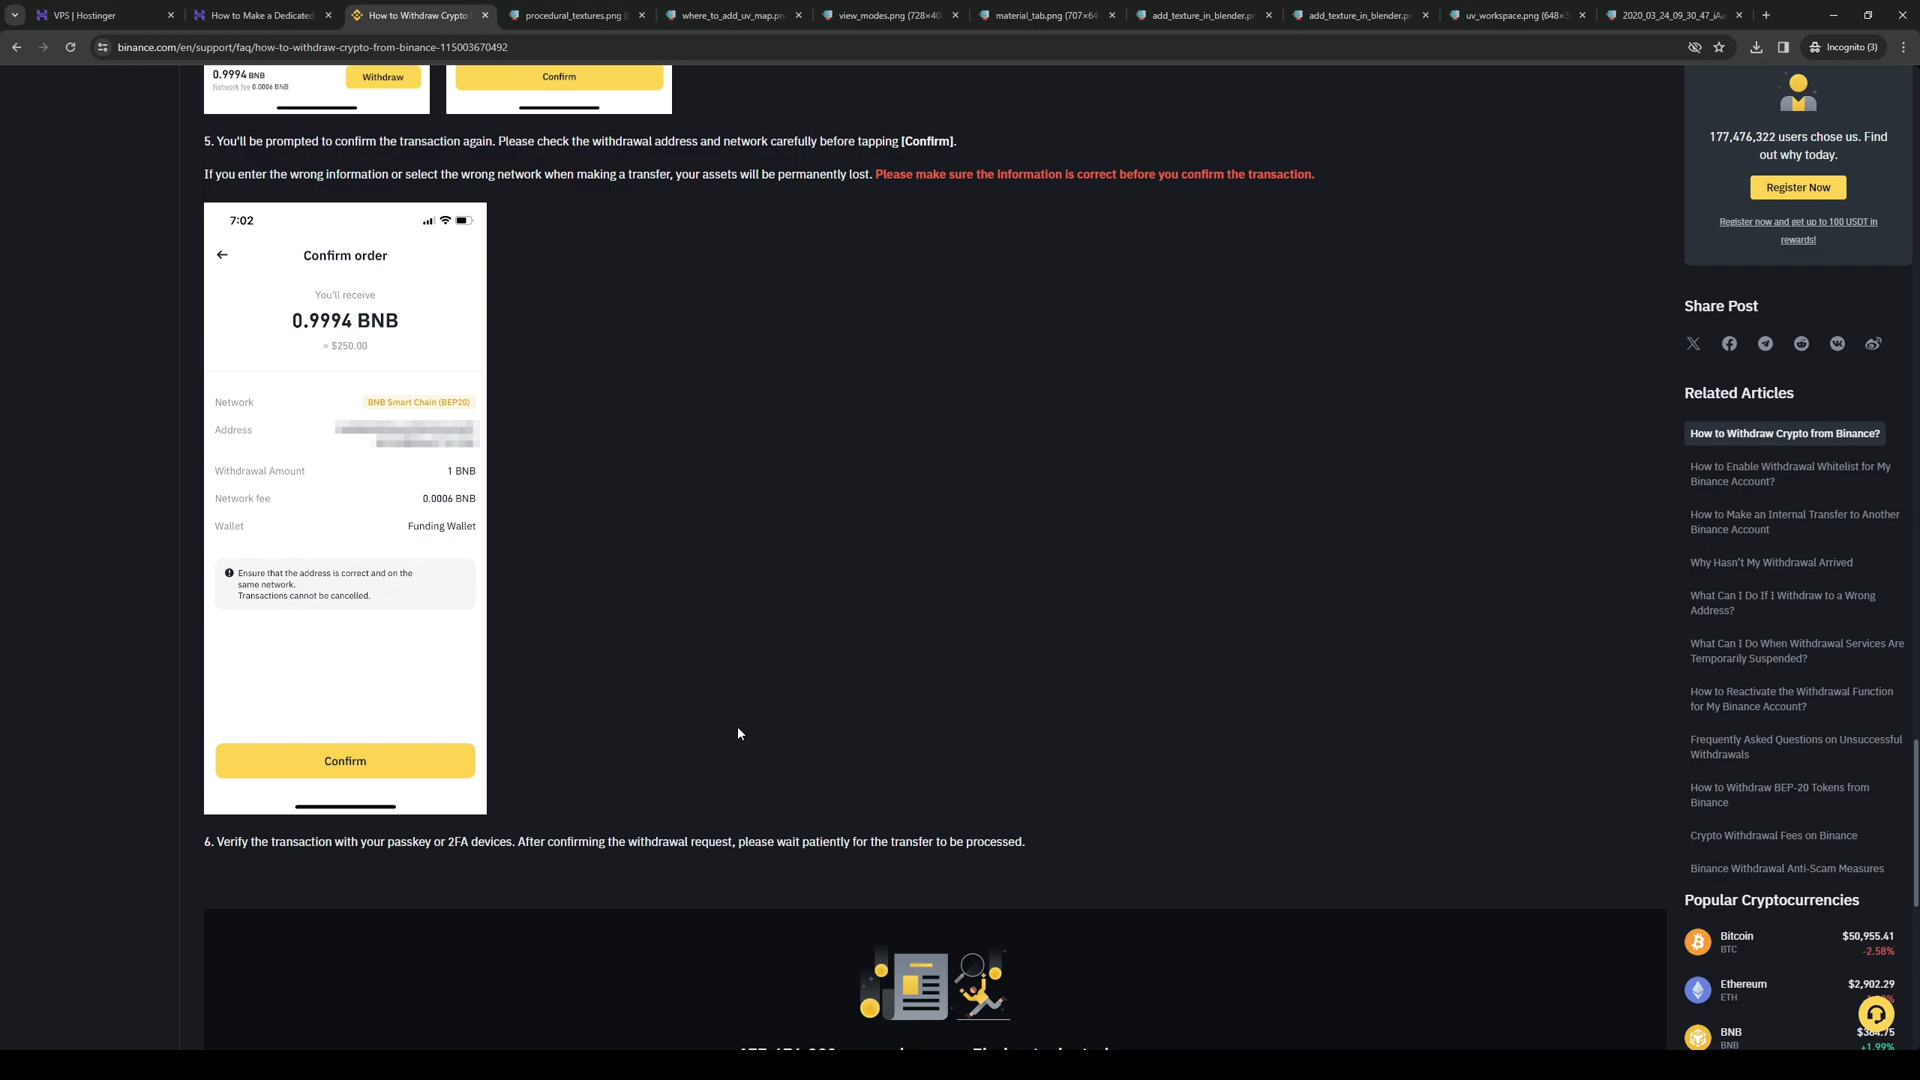 VPS | Hostinger
How to Make a Dedicated
How to Withdraw Crypto
procedural_textures.png (
where_to_add_uv_map.pn
view_modes.png (728×40
material_tab.png (707×64
add_texture_in_blender.pn
add_texture_in_blender.pn
uv_workspace.png (648×3
2020_03_24_09_30_47_iAa
binance.com/en/support/faq/how-to-withdraw-crypto-from-binance-115003670492
Incognito (3)
0.9994 BNB
Network fee 0.0006 BNB
Withdraw
Confirm
5. You'll be prompted to confirm the transaction again. Please check the withdrawal address and network carefully before tapping [Confirm].
If you enter the wrong information or select the wrong network when making a transfer, your assets will be permanently lost. Please make sure the information is correct before you confirm the transaction.
7:02
Confirm order
You'll receive
0.9994 BNB
≈ $250.00
Network
BNB Smart Chain (BEP20)
Address
Withdrawal Amount
1 BNB
Network fee
0.0006 BNB
Wallet
Funding Wallet
Ensure that the address is correct and on the
same network.
Transactions cannot be cancelled.
Confirm
6. Verify the transaction with your passkey or 2FA devices. After confirming the withdrawal request, please wait patiently for the transfer to be processed.
177,476,322 users chose us. Find
out why today.
Register Now
Register now and get up to 100 USDT in
rewards!
Share Post
Related Articles
How to Withdraw Crypto from Binance?
How to Enable Withdrawal Whitelist for My
Binance Account?
How to Make an Internal Transfer to Another
Binance Account
Why Hasn't My Withdrawal Arrived
What Can I Do If I Withdraw to a Wrong
Address?
What Can I Do When Withdrawal Services Are
Temporarily Suspended?
How to Reactivate the Withdrawal Function
for My Binance Account?
Frequently Asked Questions on Unsuccessful
Withdrawals
How to Withdraw BEP-20 Tokens from
Binance
Crypto Withdrawal Fees on Binance
Binance Withdrawal Anti-Scam Measures
Popular Cryptocurrencies
Bitcoin
BTC
$50,955.41
-2.58%
Ethereum
ETH
$2,902.29
BNB
BNB
+1.99%